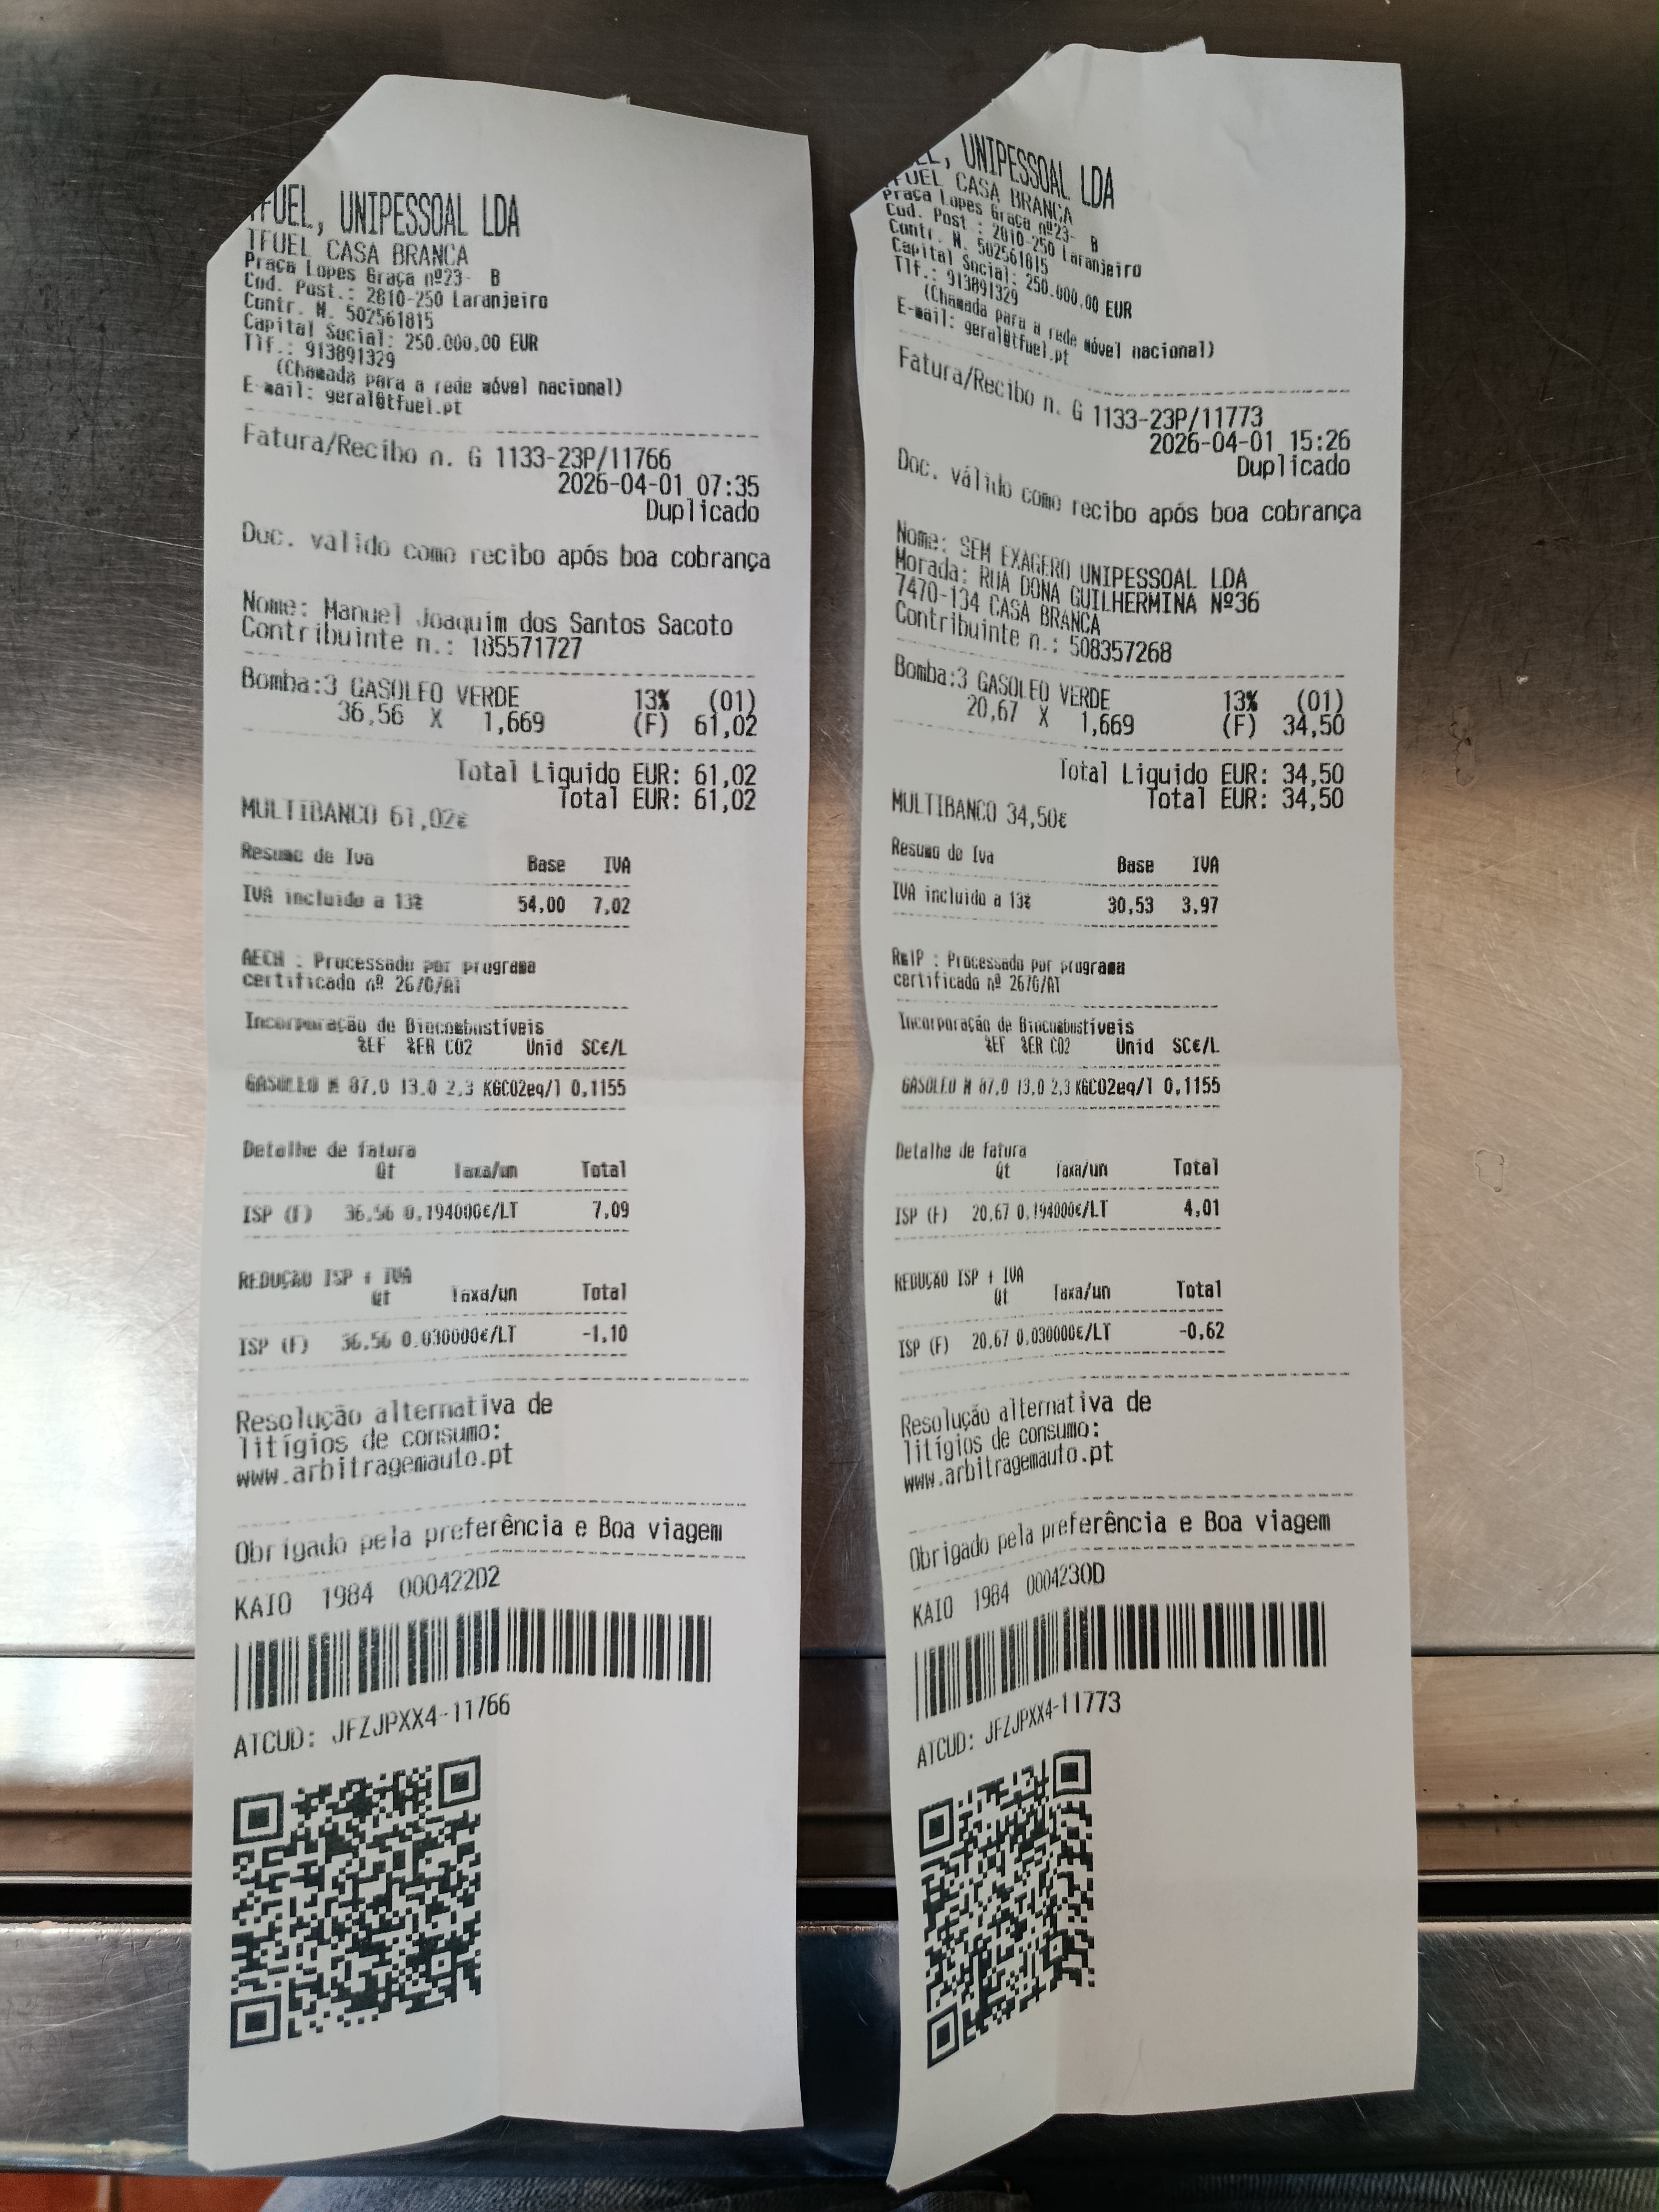 FUEL, UNIPESSOAL LDA
TFUEL CASA BRANCA
Praça Lopes Graça nº23- B
Cod. Post.: 2810-250 Laranjeiro
Contr. N. 502561815
Capital Social: 250.000,00 EUR
Tlf.: 913891329
(Chamada para a rede móvel nacional)
E-mail: geral@tfuel.pt
Fatura/Recibo n. G 1133-23P/11766
2026-04-01 07:35
Duplicado
Doc. válido como recibo após boa cobrança
Nome: Manuel Joaquim dos Santos Sacoto
Contribuinte n.: 185571727
Bomba:3 GASOLEO VERDE 13% (01)
36,56 X 1,669 (F) 61,02
Total Liquido EUR: 61,02
Total EUR: 61,02
MULTIBANCO 61,02€
Resumo de Iva Base IVA
IVA incluido a 13% 54,00 7,02
AECH : Processado por programa
certificado nº 26/G/AT
Incorporação de Biocombustíveis
%EF %ER CO2 Unid SC€/L
GASOLEO M 87,0 13,0 2,3 KGCO2eq/l 0,1155
Detalhe de fatura
Qt Taxa/un Total
ISP (F) 36,56 0,194000€/LT 7,09
REDUÇAO ISP + IVA
Qt Taxa/un Total
ISP (F) 36,56 0,030000€/LT -1,10
Resolução alternativa de
litígios de consumo:
www.arbitragemauto.pt
Obrigado pela preferência e Boa viagem
KAIO 1984 000422D2
ATCUD: JFZJPXX4-11766
UNIPESSOAL LDA
TFUEL CASA BRANCA
Praça Lopes Graça nº23- B
Cod. Post : 2810-250 Laranjeiro
Contr. N. 502561815
Capital Social: 250.000,00 EUR
Tlf.: 913891329
(Chamada para a rede móvel nacional)
E-mail: geral@tfuel.pt
Fatura/Recibo n. G 1133-23P/11773
2026-04-01 15:26
Duplicado
Doc. válido como recibo após boa cobrança
Nome: SEM EXAGERO UNIPESSOAL LDA
Morada: RUA DONA GUILHERMINA Nº36
7470-134 CASA BRANCA
Contribuinte n.: 508357268
Bomba:3 GASOLEO VERDE 13% (01)
20,67 X 1,669 (F) 34,50
Total Liquido EUR: 34,50
Total EUR: 34,50
MULTIBANCO 34,50€
Resumo de Iva Base IVA
IVA incluido a 13% 30,53 3,97
RmIP : Processado por programa
certificado nº 26/G/AT
Incorporação de Biocombustíveis
%EF %ER CO2 Unid SC€/L
GASOLEO M 87,0 13,0 2,3 KGCO2eq/l 0,1155
Detalhe de fatura
Qt Taxa/un Total
ISP (F) 20,67 0,194000€/LT 4,01
REDUÇAO ISP + IVA
Qt Taxa/un Total
ISP (F) 20,67 0,030000€/LT -0,62
Resolução alternativa de
litígios de consumo:
www.arbitragemauto.pt
Obrigado pela preferência e Boa viagem
KAIO 1984 0004230D
ATCUD: JFZJPXX4-11773